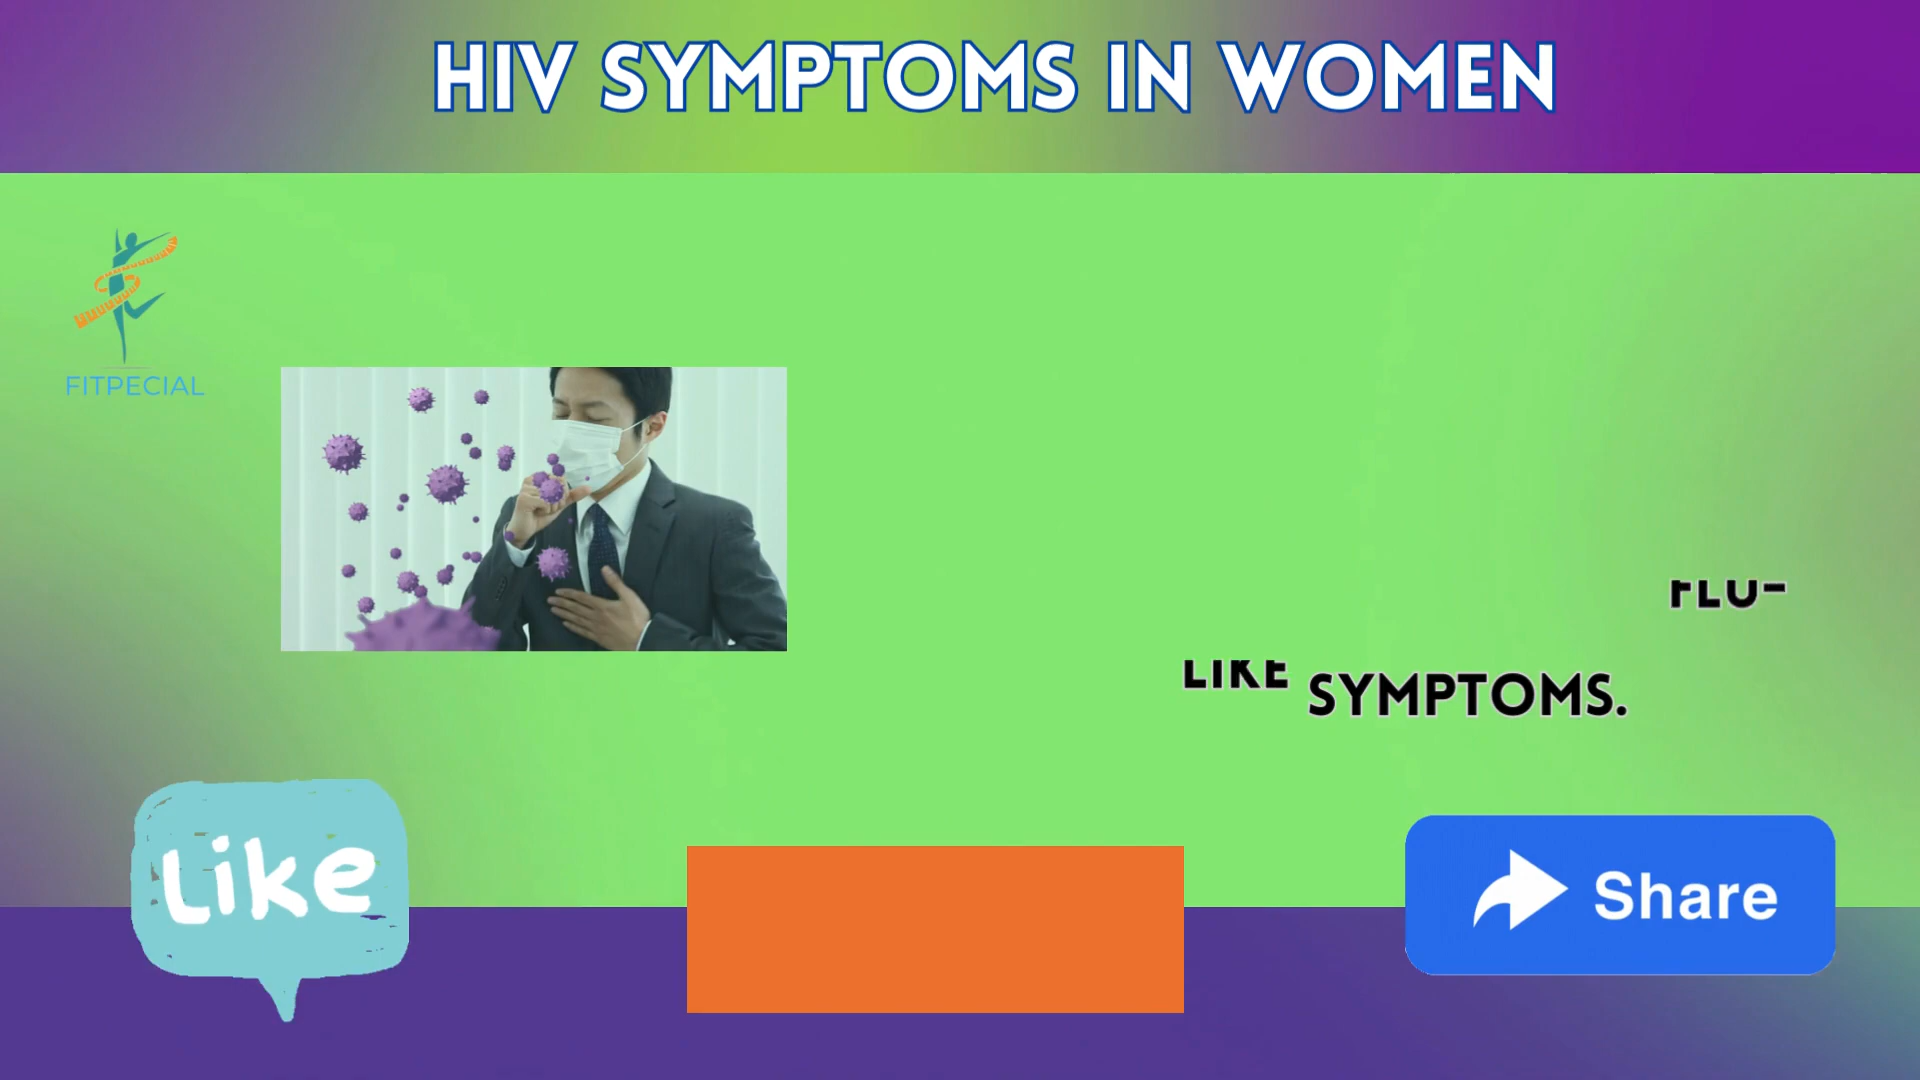 HIV SYMPTOMS IN WOMEN
FITPECIAL
FLU-
LIKE SYMPTOMS.
Like
Share